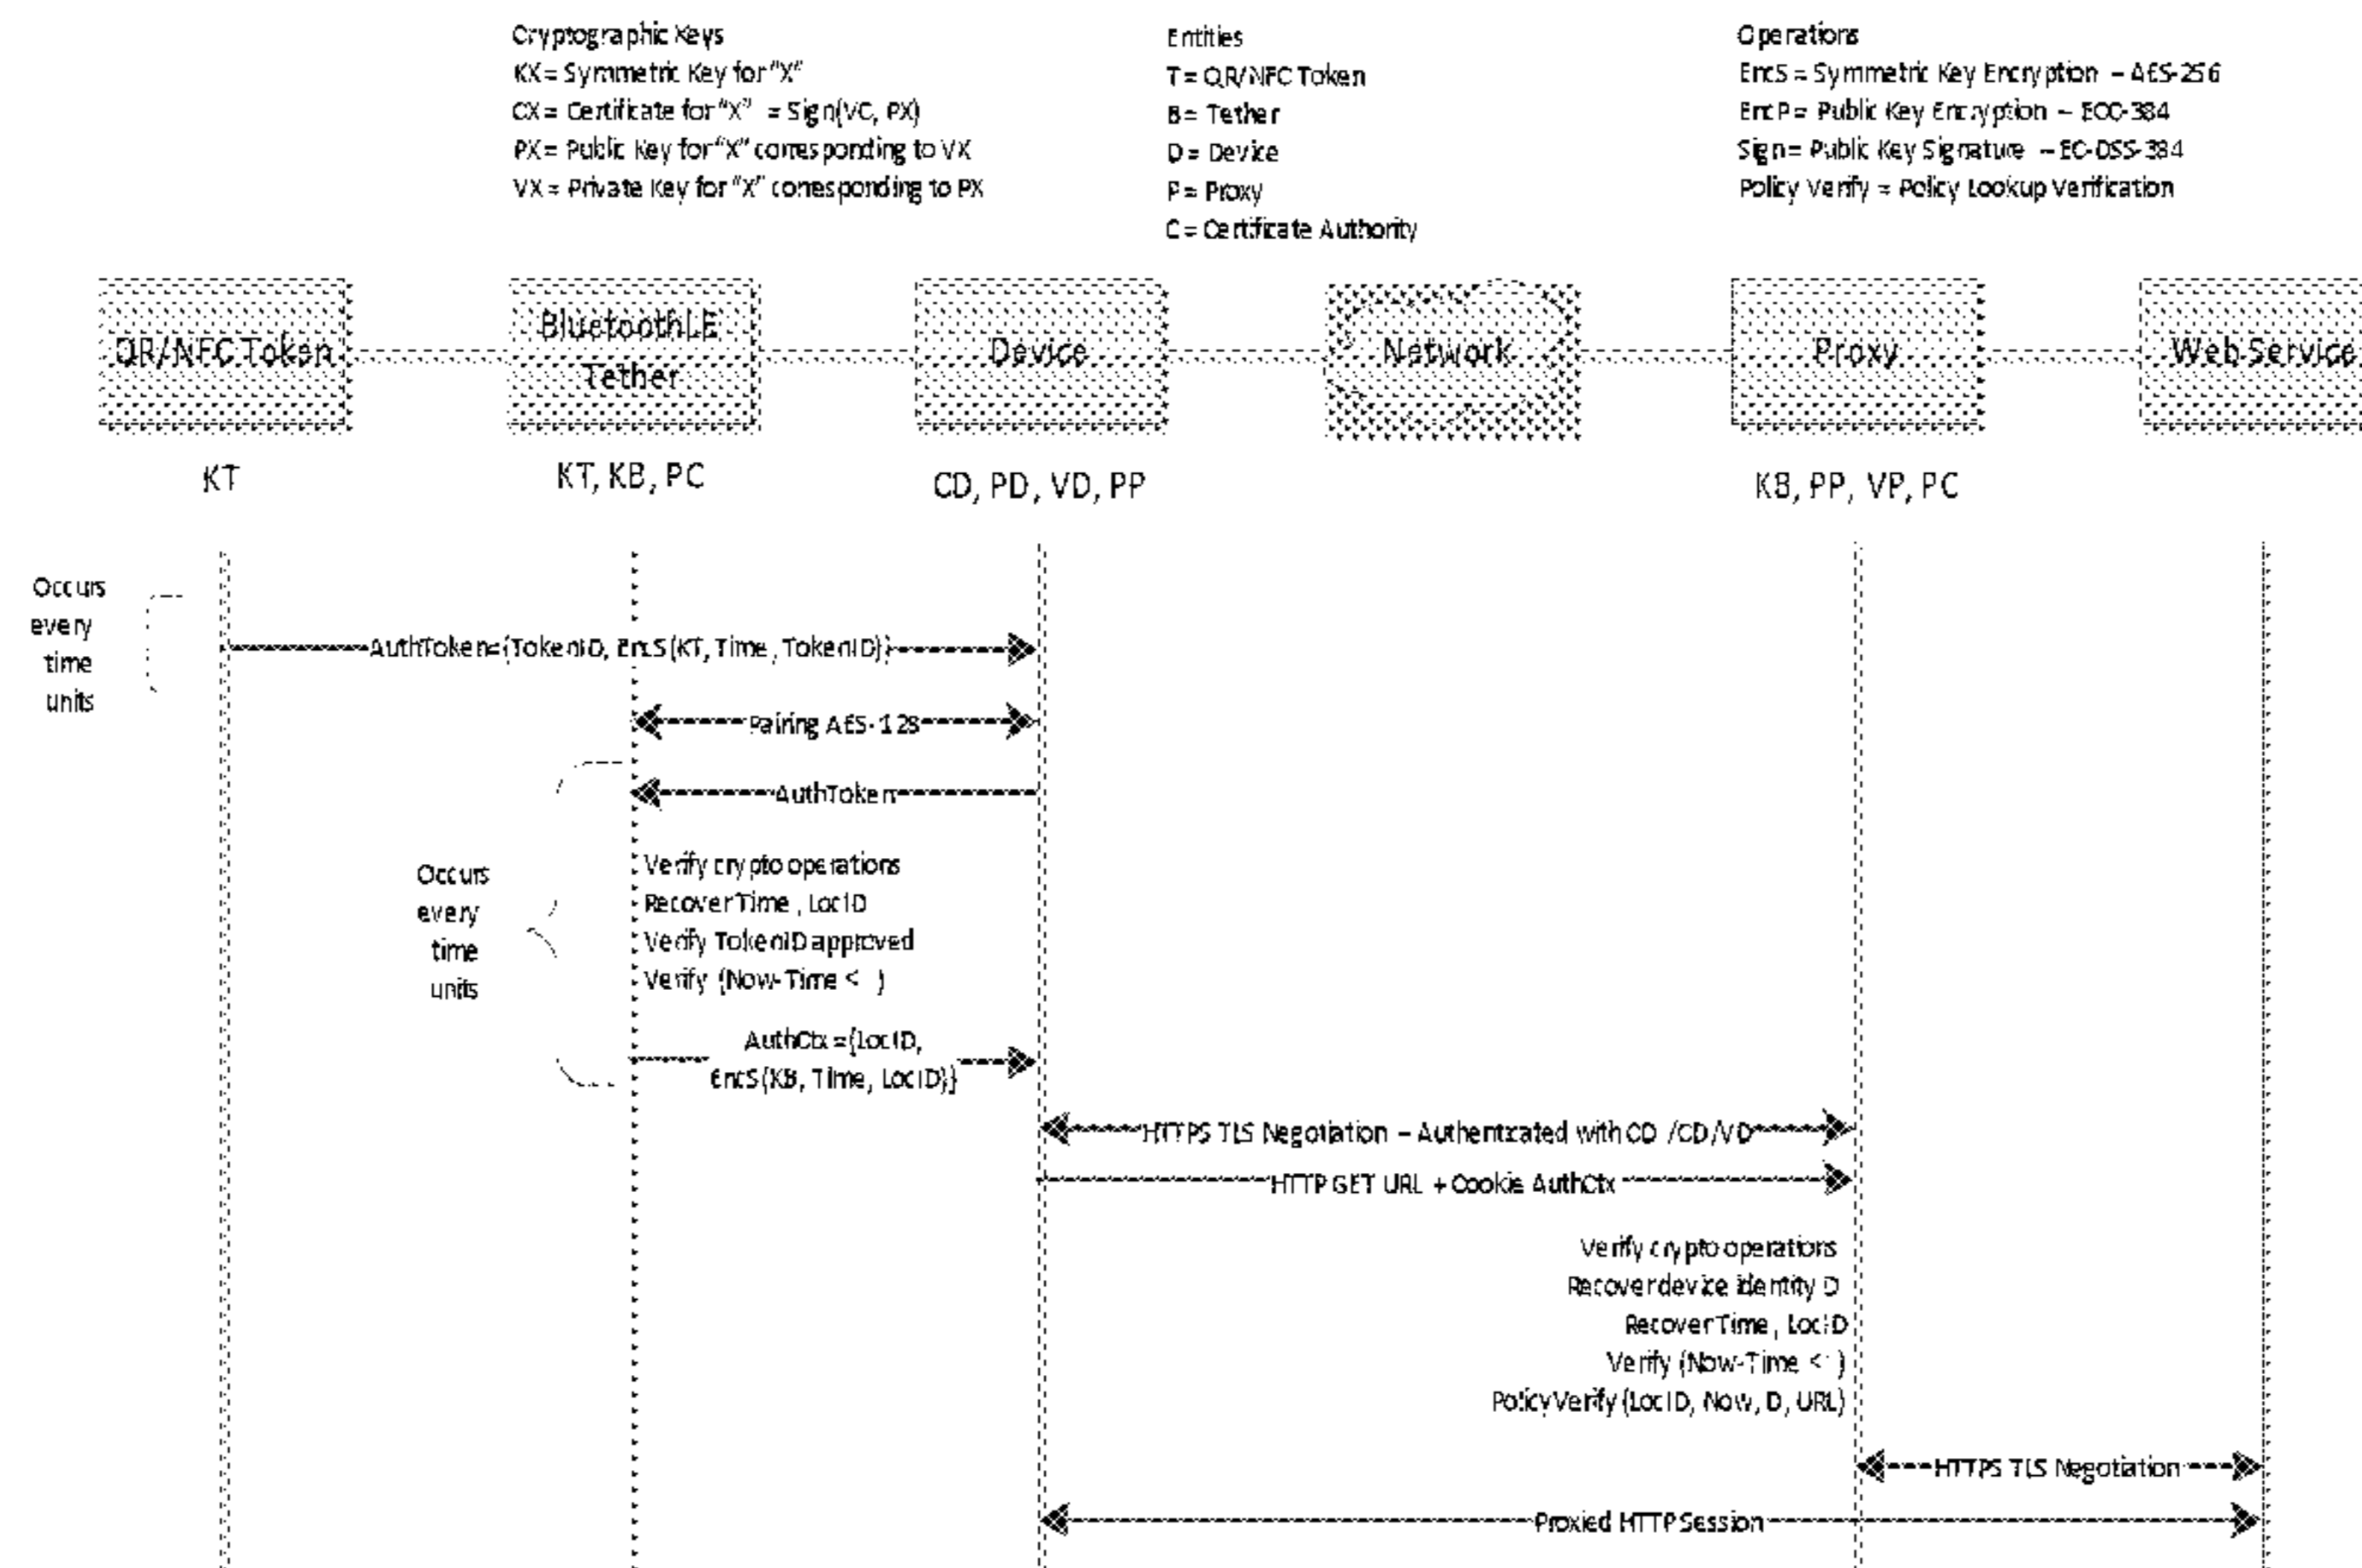 Cryptographic Keys
KX = Symmetric Key for "X"
CX = Certificate for "X" = Sign(VC, PX)
PX = Public Key for "X" corresponding to VX
VX = Private Key for "X" corresponding to PX
Entities
T = QR/NFC Token
B = Tether
D = Device
P = Proxy
C = Certificate Authority
Operations
EncS = Symmetric Key Encryption – AES-256
EncP = Public Key Encryption – ECC-384
Sign = Public Key Signature – EC-DSS-384
Policy Verify = Policy Lookup Verification
QR/NFC Token
BluetoothLE
Tether
Device
Network
Proxy
Web Service
KT
KT, KB, PC
CD, PD, VD, PP
KB, PP, VP, PC
Occurs
every
time
units
AuthToken={TokenID, EncS(KT, Time, TokenID)}
Pairing AES-128
AuthToken
Occurs
every
time
units
Verify crypto operations
Recover Time, LocID
Verify TokenID approved
Verify (Now-Time < )
AuthCtx ={LocID,
EncS{KB, Time, LocID}}
HTTPS TLS Negotiation – Authenticated with CD /CD/VD
HTTP GET URL + Cookie AuthCtx
Verify crypto operations
Recover device identity D
Recover Time, LocID
Verify (Now-Time < )
PolicyVerify (LocID, Now, D, URL)
HTTPS TLS Negotiation
Proxied HTTP Session